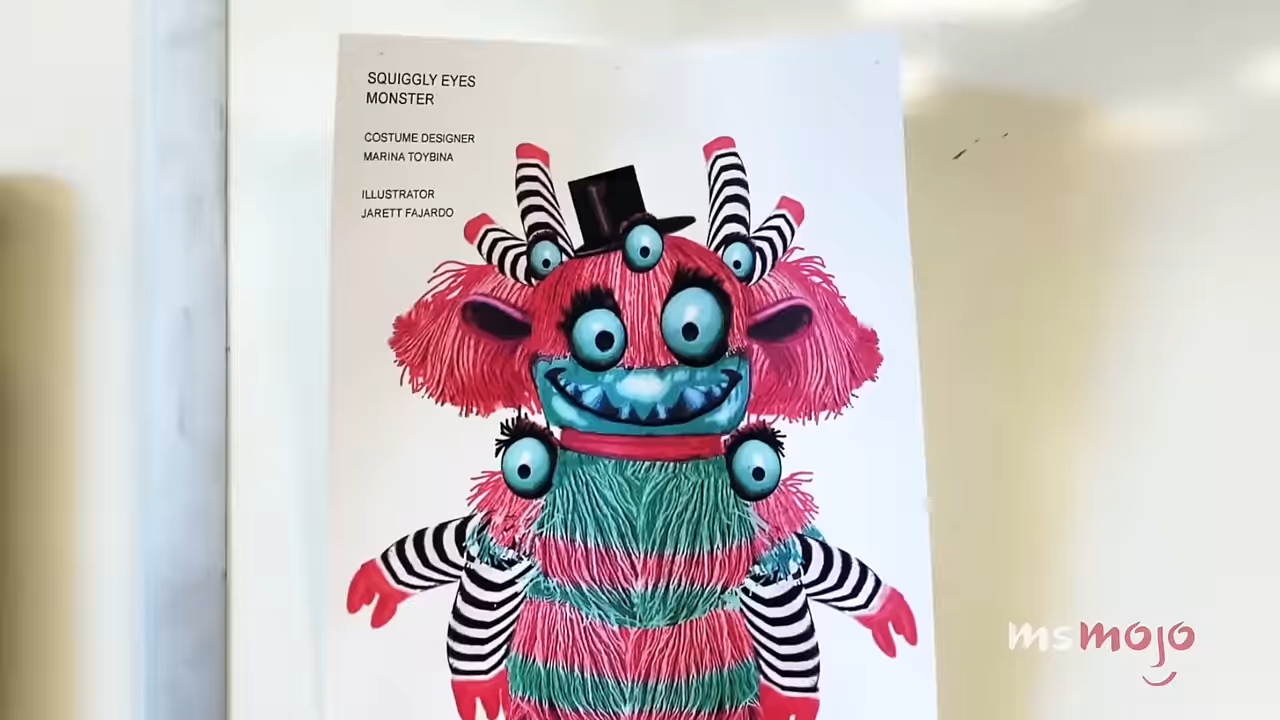 SQUIGGLY EYES
MONSTER
COSTUME DESIGNER
MARINA TOYBINA
ILLUSTRATOR
JARETT FAJARDO
msmojo